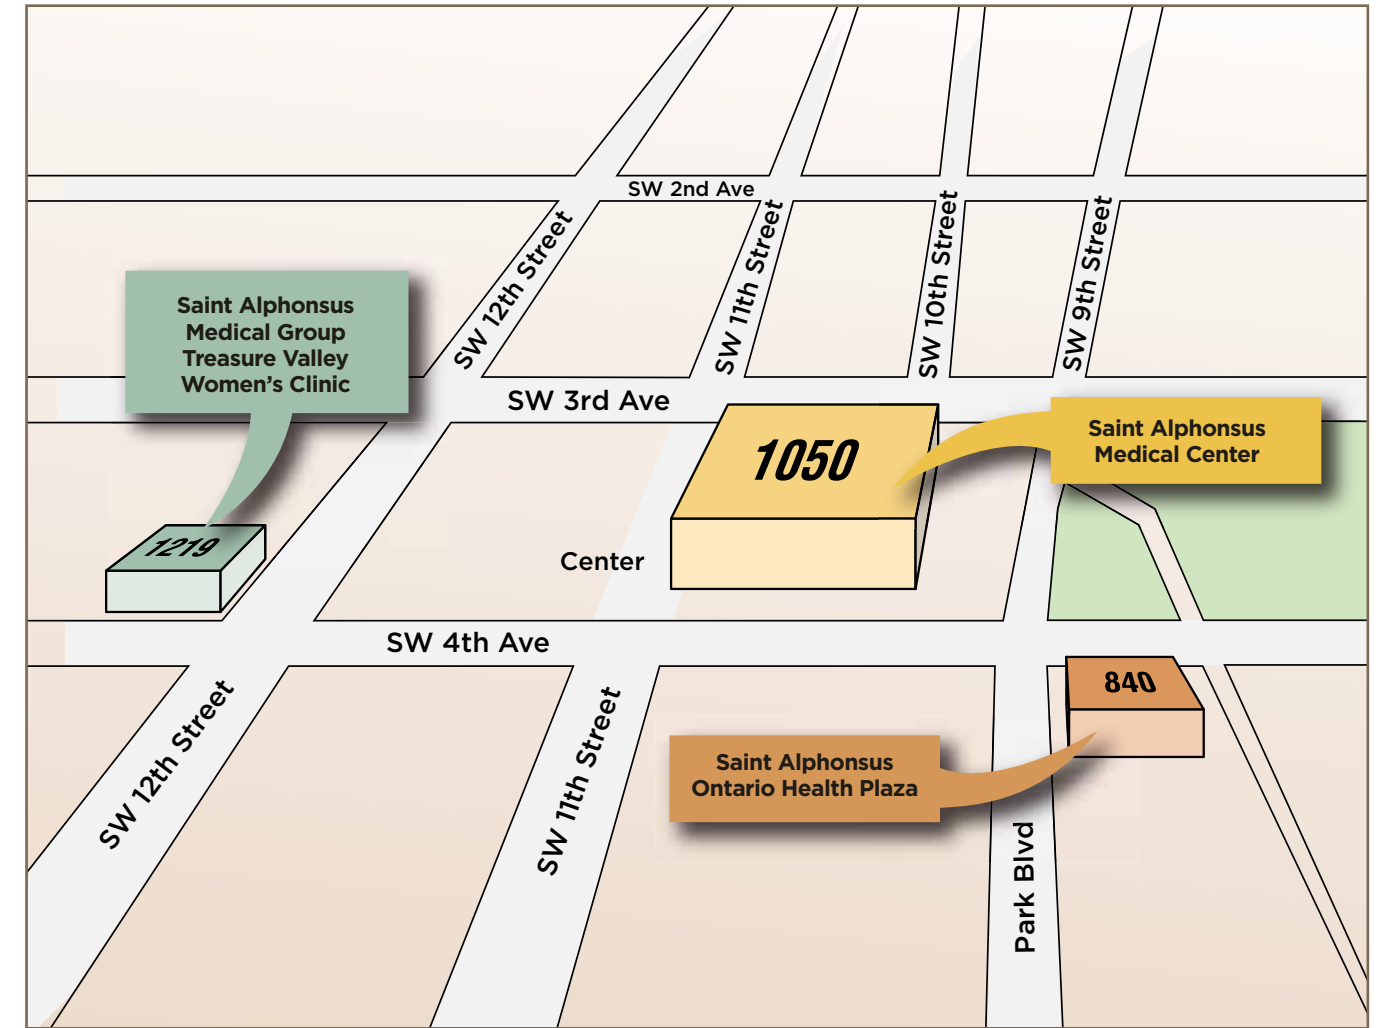 SW 2nd Ave
SW 12th Street
SW 11th Street
SW 10th Street
SW 9th Street
Saint Alphonsus
Medical Group
Treasure Valley
Women's Clinic
SW 3rd Ave
1050
Saint Alphonsus
Medical Center
1219
Center
SW 4th Ave
840
SW 12th Street
SW 11th Street
Saint Alphonsus
Ontario Health Plaza
Park Blvd